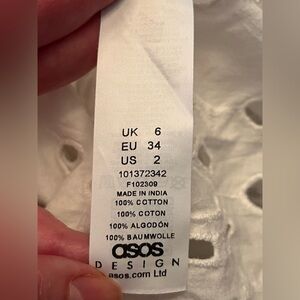 UK 6
EU 34
US 2
101372342
F102309
MADE IN INDIA
100% COTTON
100% COTON
100% ALGODÓN
100% BAUMWOLLE
asos
DESIGN
asos.com Ltd